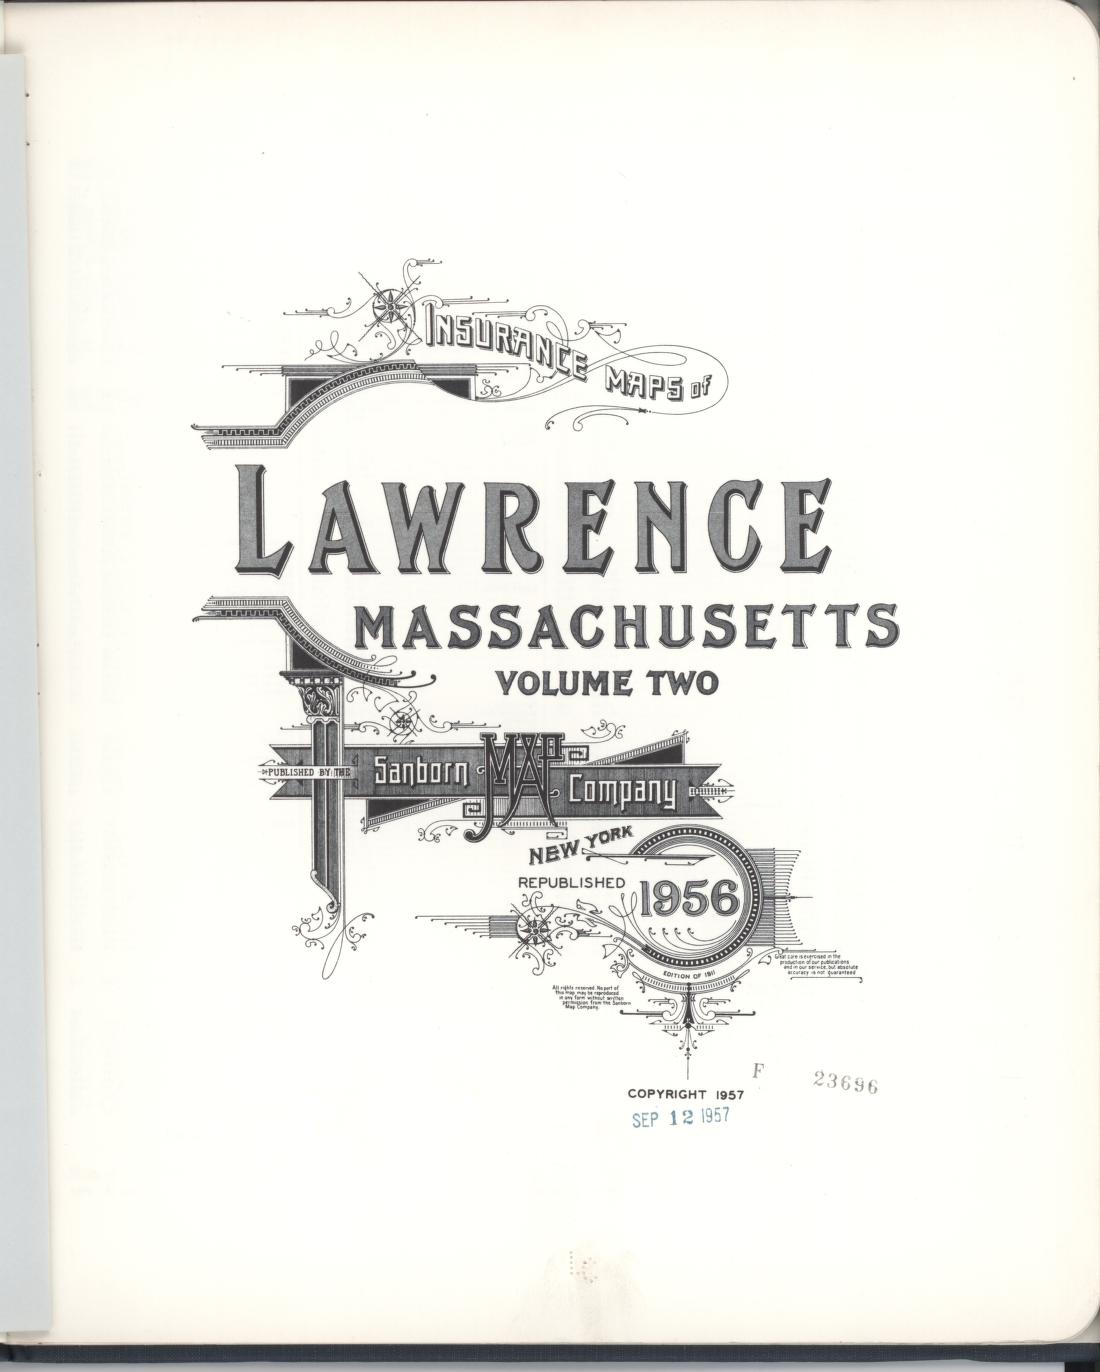 INSURANCE MAPS of
LAWRENCE
MASSACHUSETTS
VOLUME TWO
PUBLISHED BY THE
Sanborn MAP Company
NEW YORK
REPUBLISHED
1956
EDITION OF 1911
Great care is exercised in the
production of our publications
and in our service, but absolute
accuracy is not guaranteed
All rights reserved. No part of
this map may be reproduced
in any form without written
permission from the Sanborn
Map Company.
COPYRIGHT 1957
F 23696
SEP 12 1957